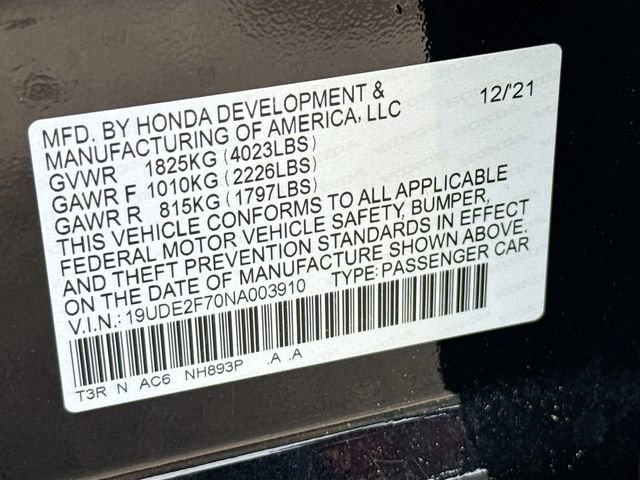 MFD. BY HONDA DEVELOPMENT & 12/'21
MANUFACTURING OF AMERICA, LLC
GVWR 1825KG (4023LBS)
GAWR F 1010KG (2226LBS)
GAWR R 815KG (1797LBS)
THIS VEHICLE CONFORMS TO ALL APPLICABLE
FEDERAL MOTOR VEHICLE SAFETY, BUMPER,
AND THEFT PREVENTION STANDARDS IN EFFECT
ON THE DATE OF MANUFACTURE SHOWN ABOVE.
V.I.N.: 19UDE2F70NA003910 TYPE: PASSENGER CAR
T3R N AC6 NH893P .A .A